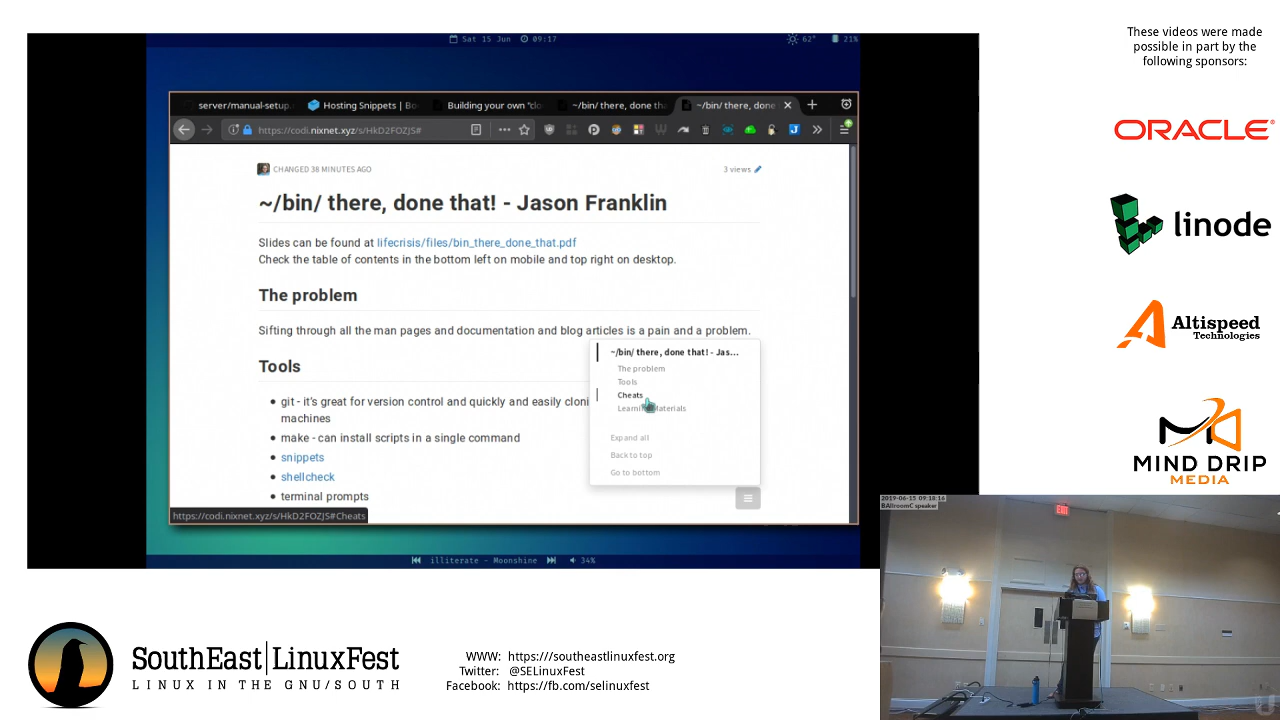 Sat 15 Jun 09:17
62° 21%
server/manual-setup.
Hosting Snippets | Bo
Building your own "clo
~/bin/ there, done tha
~/bin/ there, done
https://codi.nixnet.xyz/s/HkD2FOZJS#
CHANGED 38 MINUTES AGO
3 views
~/bin/ there, done that! - Jason Franklin
Slides can be found at lifecrisis/files/bin_there_done_that.pdf
Check the table of contents in the bottom left on mobile and top right on desktop.
The problem
Sifting through all the man pages and documentation and blog articles is a pain and a problem.
Tools
git - it's great for version control and quickly and easily cloni
machines
make - can install scripts in a single command
snippets
shellcheck
terminal prompts
~/bin/ there, done that! - Jas...
The problem
Tools
Cheats
Learni Materials
Expand all
Back to top
Go to bottom
https://codi.nixnet.xyz/s/HkD2FOZJS#Cheats
illiterate - Moonshine 34%
These videos were made
possible in part by the
following sponsors:
ORACLE
linode
Altispeed
Technologies
MIND DRIP
MEDIA
2019-06-15 09:18:16
BAllroomC speaker
EXIT
SouthEast LinuxFest
LINUX IN THE GNU/SOUTH
WWW: https:///southeastlinuxfest.org
Twitter: @SELinuxFest
Facebook: https://fb.com/selinuxfest